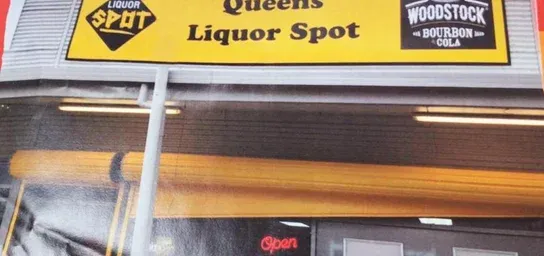 LIQUOR
SPOT
Queens
Liquor Spot
WOODSTOCK
BOURBON
& COLA
Open